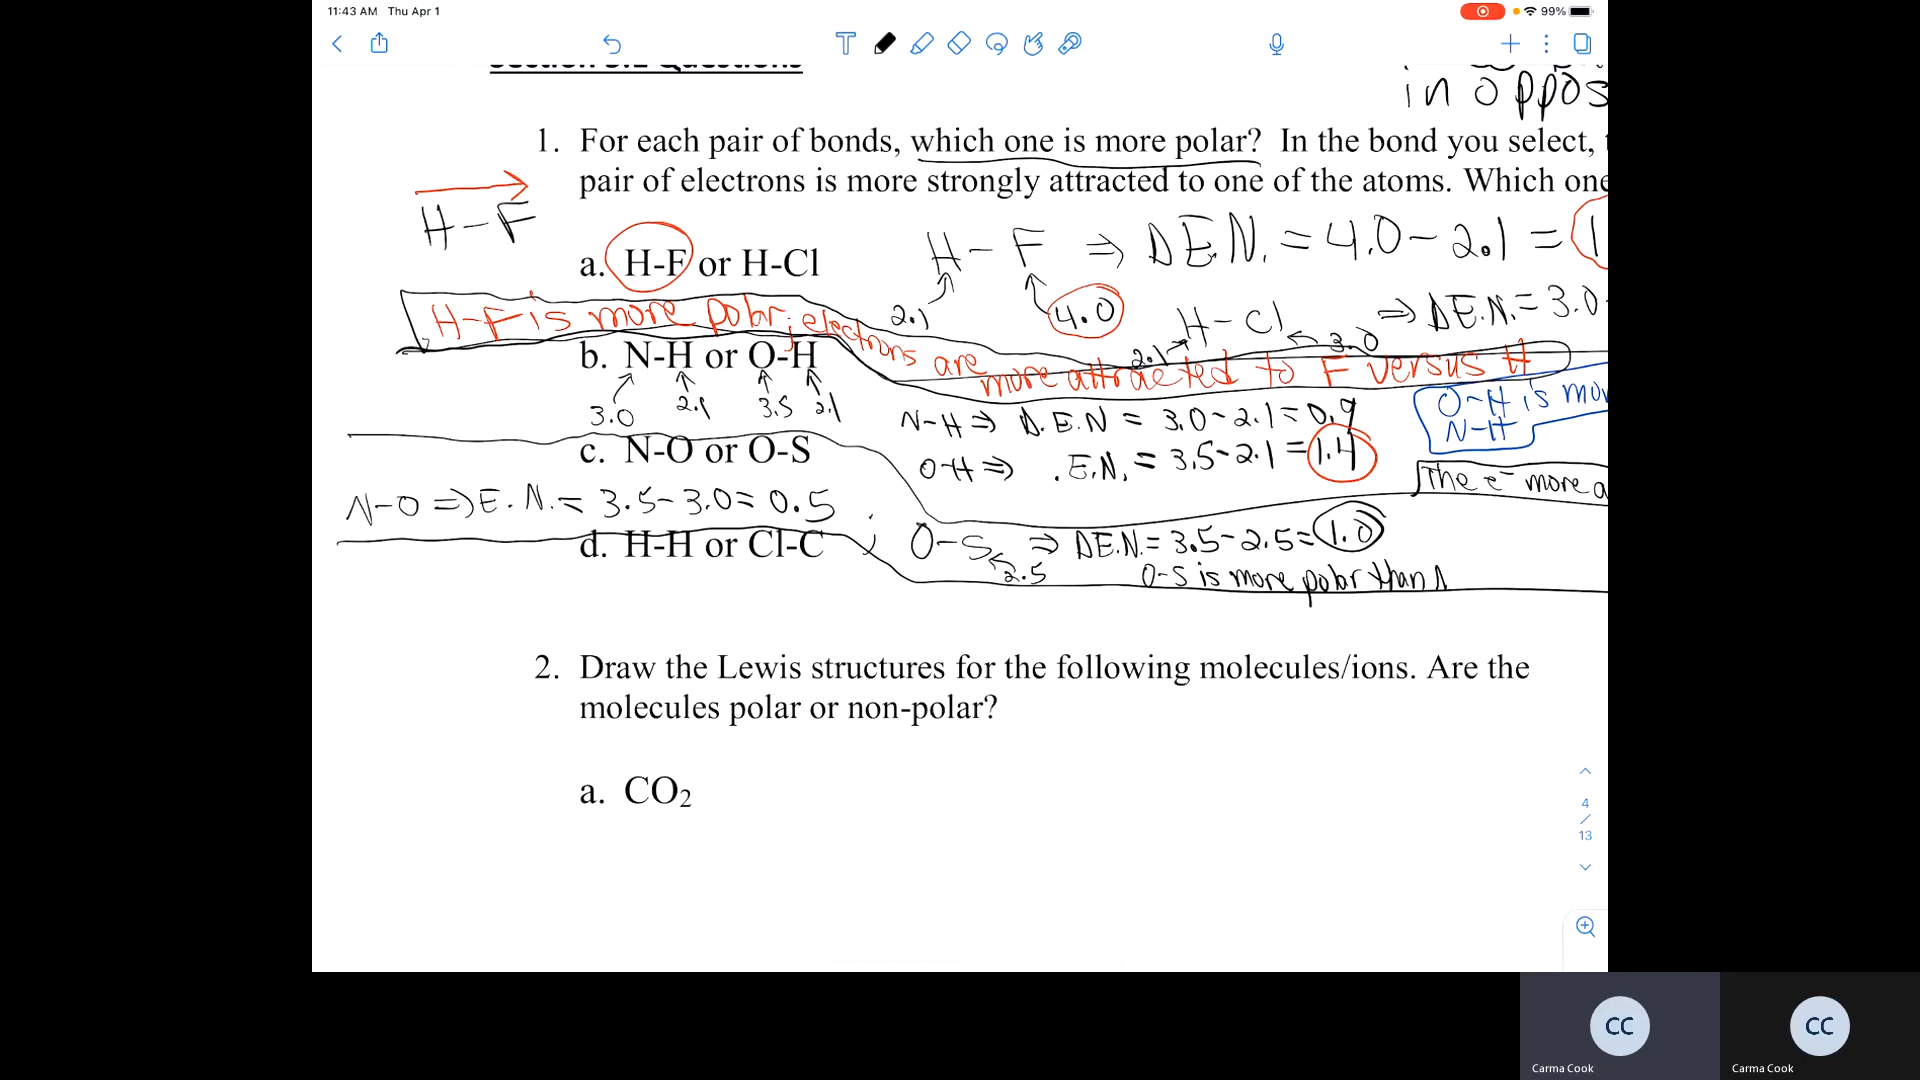 11:43 AM Thu Apr 1
99%
in oppos
1. For each pair of bonds, which one is more polar? In the bond you select,
pair of electrons is more strongly attracted to one of the atoms. Which one
H-F
a. H-F or H-Cl
H-F ⇒ D.E.N. = 4.0-2.1 = 1
2.1
4.0
H-Cl ⇒ D.E.N. = 3.0
2.1
3.0
H-F is more polar; electrons are more attracted to F versus H
b. N-H or O-H
3.0 2.1 3.5 2.1
N-H ⇒ D.E.N = 3.0-2.1 = 0.9
O-H ⇒ .E.N. = 3.5-2.1 = 1.4
O-H is mo
N-H
The e⁻ more a
c. N-O or O-S
N-O ⇒ E.N. = 3.5-3.0 = 0.5 ;
O-S ⇒ D.E.N. = 3.5-2.5 = 1.0
2.5
O-S is more polar than
d. H-H or Cl-C
2. Draw the Lewis structures for the following molecules/ions. Are the
molecules polar or non-polar?
a. CO₂
4
/
13
CC
CC
Carma Cook
Carma Cook